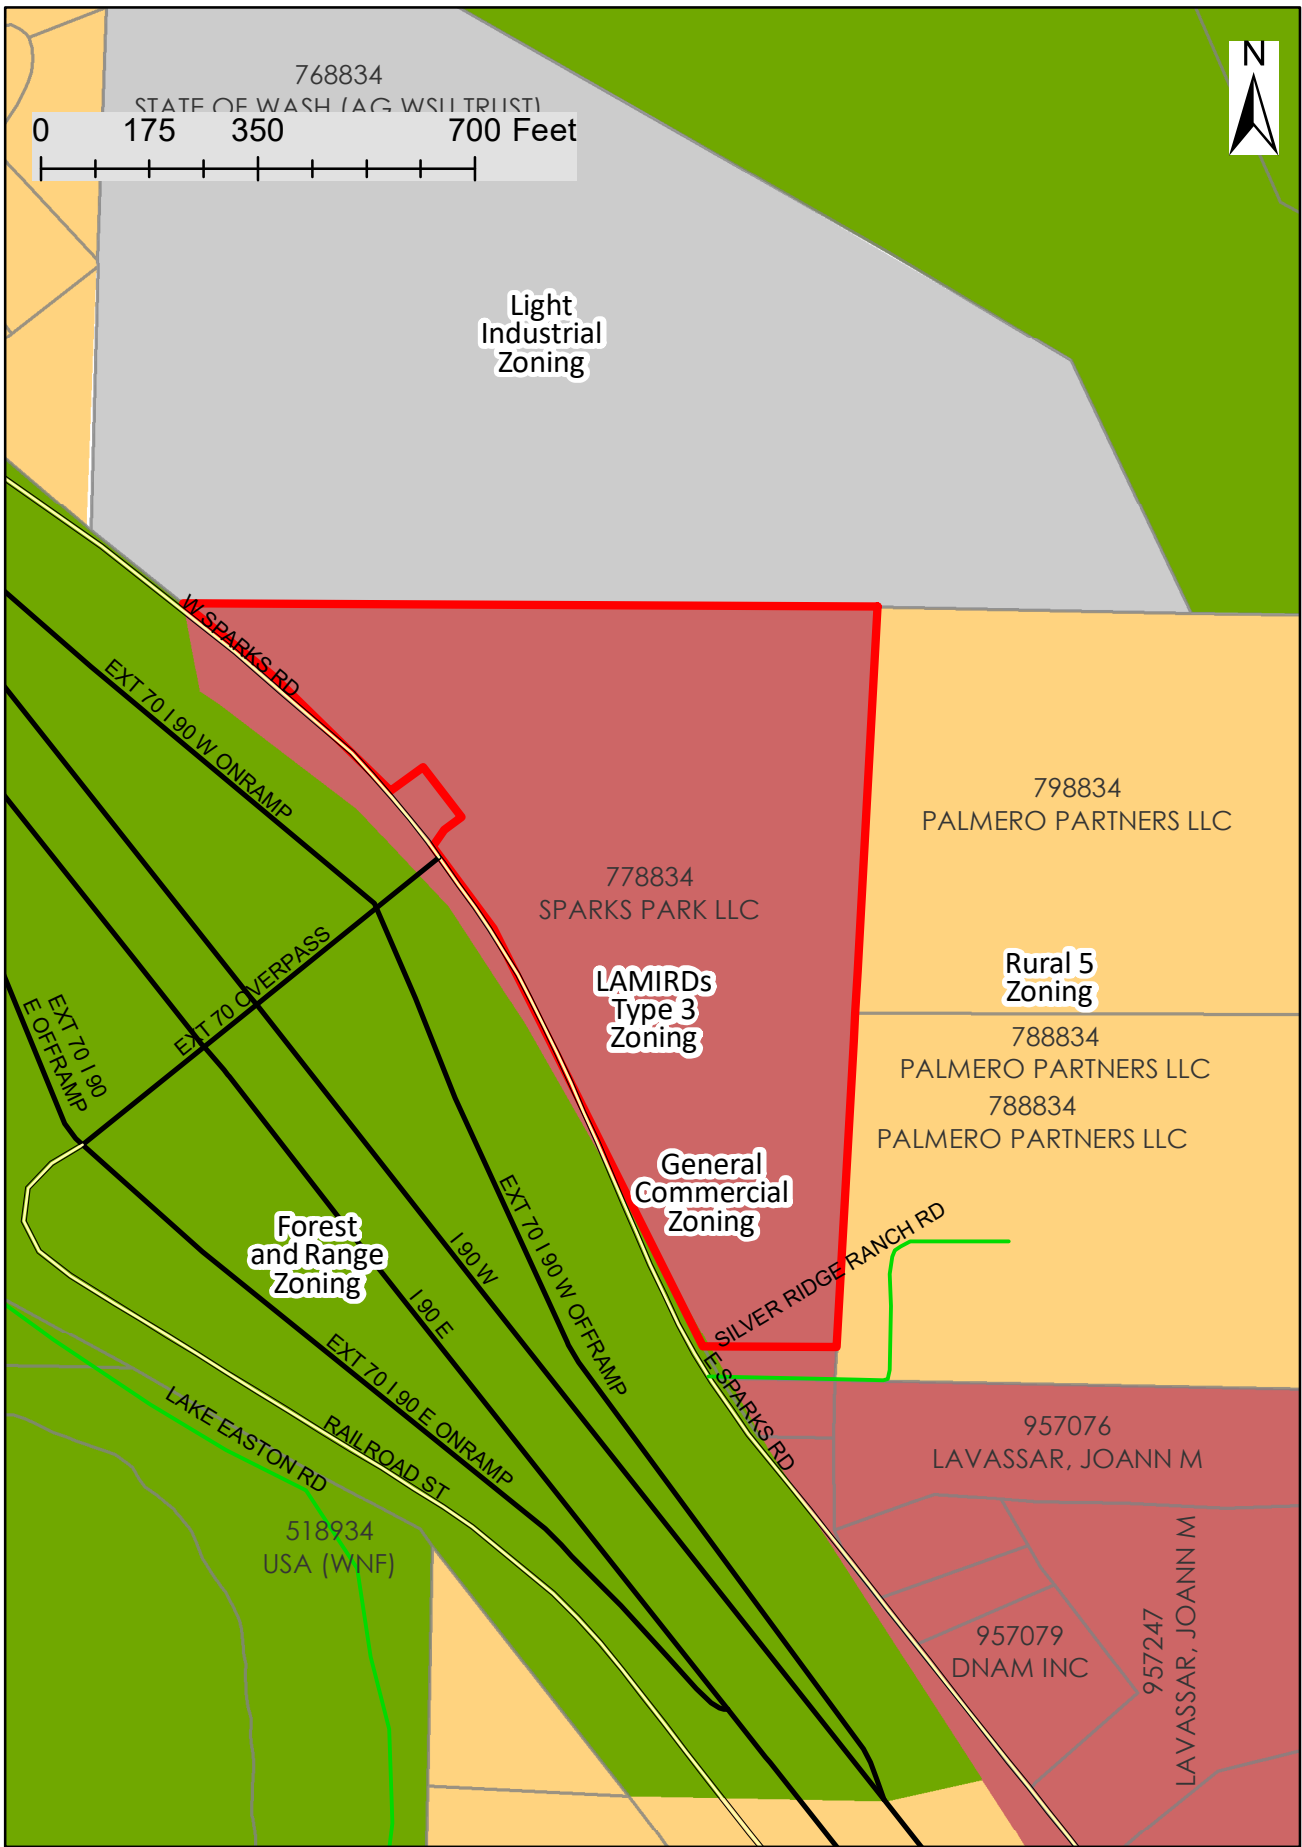 N
768834
STATE OF WASH (AG WSU TRUST)
0 175 350 700 Feet
Light
Industrial
Zoning
W SPARKS RD
EXT 70 I 90 W ONRAMP
798834
PALMERO PARTNERS LLC
778834
SPARKS PARK LLC
EXT 70 OVERPASS
LAMIRDs
Type 3
Zoning
Rural 5
Zoning
EXT 70 I 90
E OFFRAMP
788834
PALMERO PARTNERS LLC
788834
PALMERO PARTNERS LLC
General
Commercial
Zoning
Forest
and Range
Zoning
I 90 W
EXT 70 I 90 W OFFRAMP
SILVER RIDGE RANCH RD
I 90 E
EXT 70 I 90 E ONRAMP
E SPARKS RD
LAKE EASTON RD
RAILROAD ST
957076
LAVASSAR, JOANN M
518934
USA (WNF)
957079
DNAM INC
957247
LAVASSAR, JOANN M